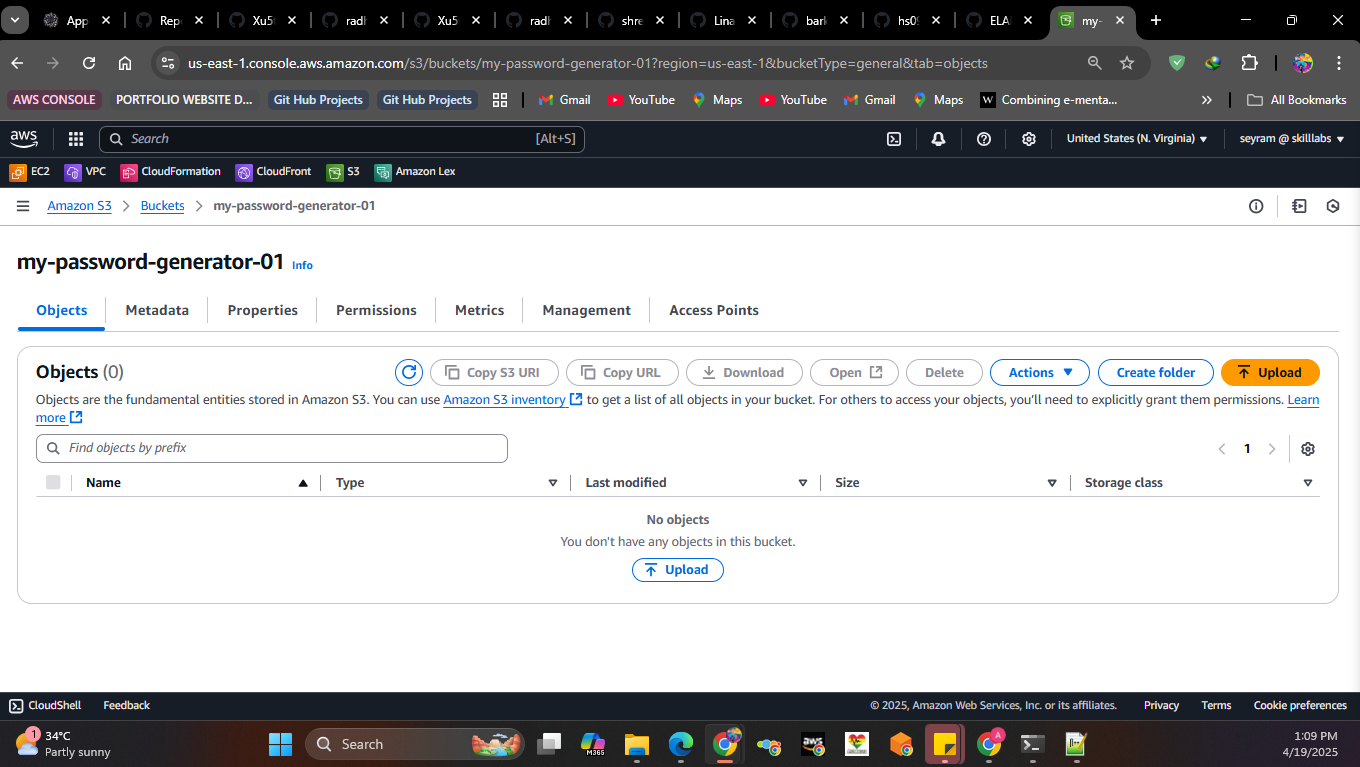 App
Rep
Xu5
radh
Xu5
radh
shre
Lina
bark
hs09
ELA
my-
us-east-1.console.aws.amazon.com/s3/buckets/my-password-generator-01?region=us-east-1&bucketType=general&tab=objects
AWS CONSOLE PORTFOLIO WEBSITE D... Git Hub Projects Git Hub Projects Gmail YouTube Maps YouTube Gmail Maps W Combining e-menta... » All Bookmarks
aws Search [Alt+S] United States (N. Virginia) seyram @ skilllabs
EC2 VPC CloudFormation CloudFront S3 Amazon Lex
Amazon S3 > Buckets > my-password-generator-01
my-password-generator-01 Info
Objects Metadata Properties Permissions Metrics Management Access Points
Objects (0) Copy S3 URI Copy URL Download Open Delete Actions Create folder Upload
Objects are the fundamental entities stored in Amazon S3. You can use Amazon S3 inventory to get a list of all objects in your bucket. For others to access your objects, you'll need to explicitly grant them permissions. Learn
more
Find objects by prefix 1
Name Type Last modified Size Storage class
No objects
You don't have any objects in this bucket.
Upload
CloudShell Feedback © 2025, Amazon Web Services, Inc. or its affiliates. Privacy Terms Cookie preferences
1 34°C
Partly sunny
Search
M365
aws
A
1:09 PM
4/19/2025